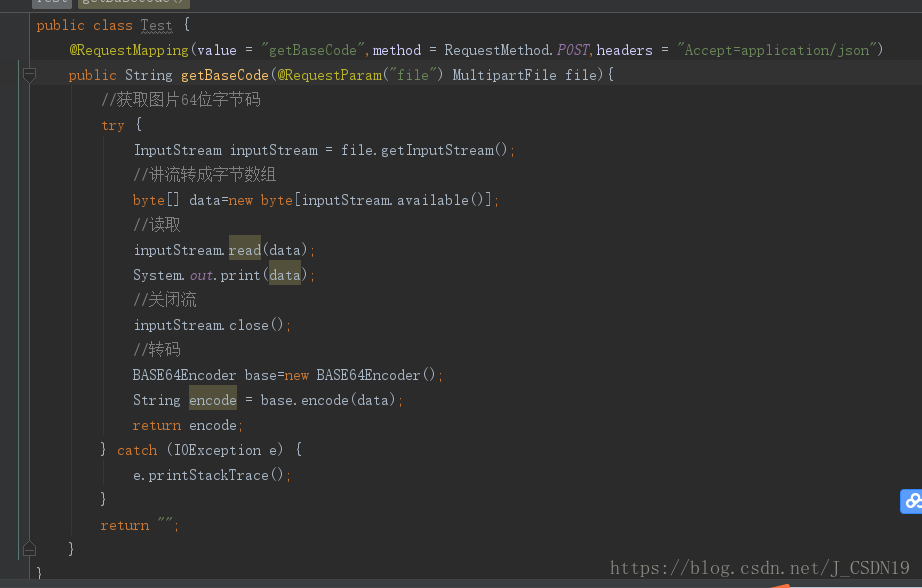 Test getBaseCode()
public class Test {
@RequestMapping(value = "getBaseCode",method = RequestMethod.POST,headers = "Accept=application/json")
public String getBaseCode(@RequestParam("file") MultipartFile file){
//获取图片64位字节码
try {
InputStream inputStream = file.getInputStream();
//讲流转成字节数组
byte[] data=new byte[inputStream.available()];
//读取
inputStream.read(data);
System.out.print(data);
//关闭流
inputStream.close();
//转码
BASE64Encoder base=new BASE64Encoder();
String encode = base.encode(data);
return encode;
} catch (IOException e) {
e.printStackTrace();
}
return "";
}
}
https://blog.csdn.net/J_CSDN19